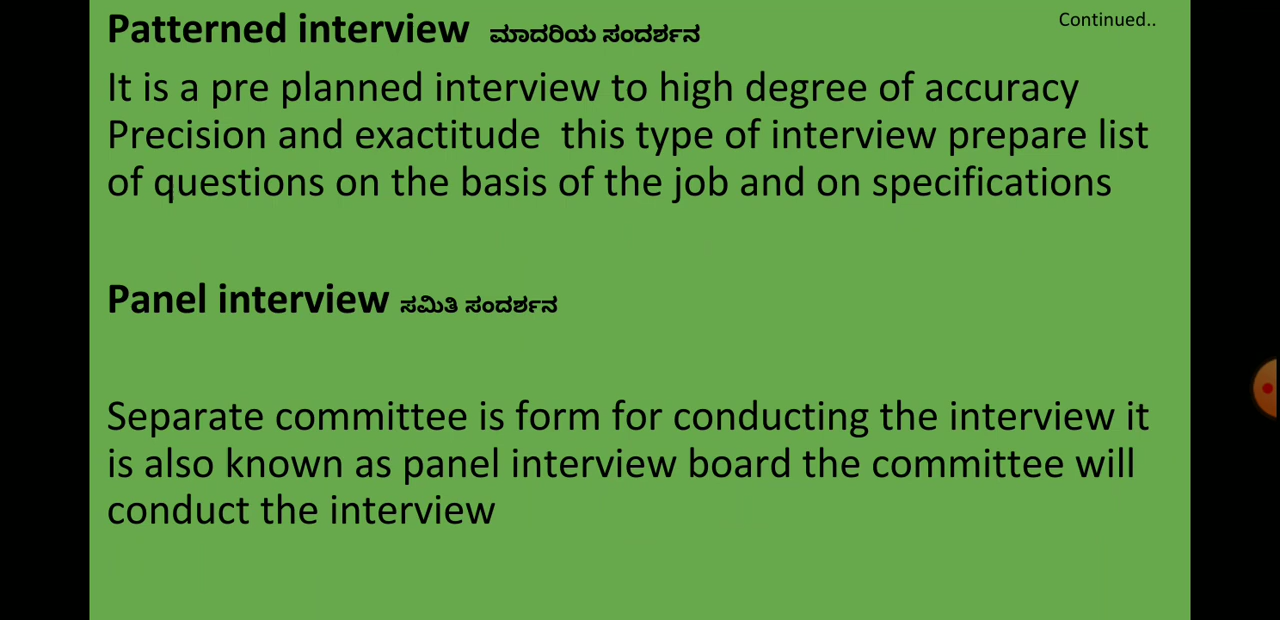 Patterned interview ಮಾದರಿಯ ಸಂದರ್ಶನ
Continued..
It is a pre planned interview to high degree of accuracy
Precision and exactitude this type of interview prepare list
of questions on the basis of the job and on specifications
Panel interview ಸಮಿತಿ ಸಂದರ್ಶನ
Separate committee is form for conducting the interview it
is also known as panel interview board the committee will
conduct the interview